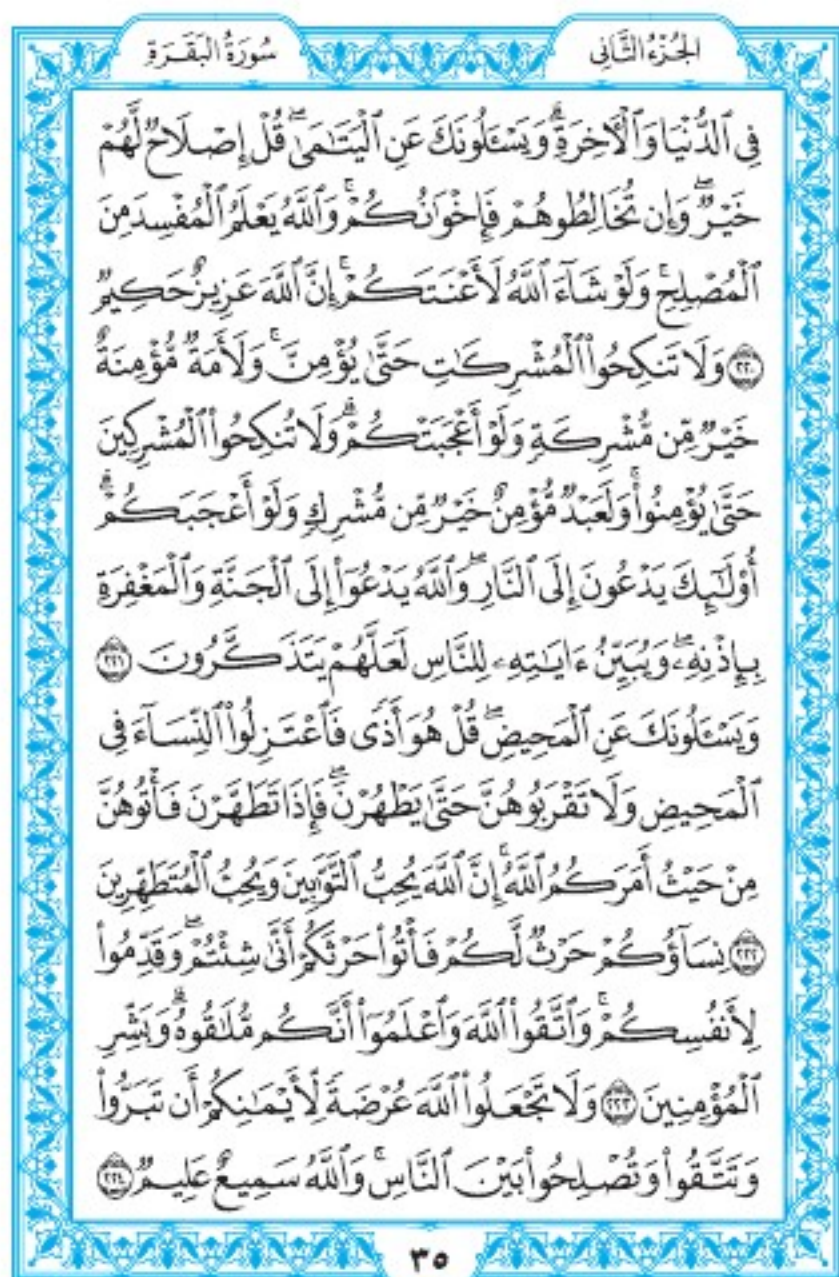 الجُزْءُ الثَّانِى
سُورَةُ البَقَرَةِ
فِي ٱلدُّنْيَا وَٱلْأٓخِرَةِۗ وَيَسْـَٔلُونَكَ عَنِ ٱلْيَتَٰمَىٰۖ قُلْ إِصْلَاحٌ لَّهُمْ
خَيْرٌۖ وَإِن تُخَالِطُوهُمْ فَإِخْوَٰنُكُمْۚ وَٱللَّهُ يَعْلَمُ ٱلْمُفْسِدَ مِنَ
ٱلْمُصْلِحِۚ وَلَوْ شَآءَ ٱللَّهُ لَأَعْنَتَكُمْۚ إِنَّ ٱللَّهَ عَزِيزٌ حَكِيمٌ
٢٢٠ وَلَا تَنكِحُوا۟ ٱلْمُشْرِكَٰتِ حَتَّىٰ يُؤْمِنَّۚ وَلَأَمَةٌ مُّؤْمِنَةٌ
خَيْرٌ مِّن مُّشْرِكَةٍ وَلَوْ أَعْجَبَتْكُمْۗ وَلَا تُنكِحُوا۟ ٱلْمُشْرِكِينَ
حَتَّىٰ يُؤْمِنُوا۟ۚ وَلَعَبْدٌ مُّؤْمِنٌ خَيْرٌ مِّن مُّشْرِكٍ وَلَوْ أَعْجَبَكُمْۗ
أُو۟لَٰٓئِكَ يَدْعُونَ إِلَى ٱلنَّارِۖ وَٱللَّهُ يَدْعُوٓا۟ إِلَى ٱلْجَنَّةِ وَٱلْمَغْفِرَةِ
بِإِذْنِهِۦۖ وَيُبَيِّنُ ءَايَٰتِهِۦ لِلنَّاسِ لَعَلَّهُمْ يَتَذَكَّرُونَ ٢٢١
وَيَسْـَٔلُونَكَ عَنِ ٱلْمَحِيضِۖ قُلْ هُوَ أَذًى فَٱعْتَزِلُوا۟ ٱلنِّسَآءَ فِي
ٱلْمَحِيضِ وَلَا تَقْرَبُوهُنَّ حَتَّىٰ يَطْهُرْنَۖ فَإِذَا تَطَهَّرْنَ فَأْتُوهُنَّ
مِنْ حَيْثُ أَمَرَكُمُ ٱللَّهُۚ إِنَّ ٱللَّهَ يُحِبُّ ٱلتَّوَّٰبِينَ وَيُحِبُّ ٱلْمُتَطَهِّرِينَ
٢٢٢ نِسَآؤُكُمْ حَرْثٌ لَّكُمْ فَأْتُوا۟ حَرْثَكُمْ أَنَّىٰ شِئْتُمْۖ وَقَدِّمُوا۟
لِأَنفُسِكُمْۚ وَٱتَّقُوا۟ ٱللَّهَ وَٱعْلَمُوٓا۟ أَنَّكُم مُّلَٰقُوهُۗ وَبَشِّرِ
ٱلْمُؤْمِنِينَ ٢٢٣ وَلَا تَجْعَلُوا۟ ٱللَّهَ عُرْضَةً لِّأَيْمَٰنِكُمْ أَن تَبَرُّوا۟
وَتَتَّقُوا۟ وَتُصْلِحُوا۟ بَيْنَ ٱلنَّاسِۚ وَٱللَّهُ سَمِيعٌ عَلِيمٌ ٢٢٤
٣٥